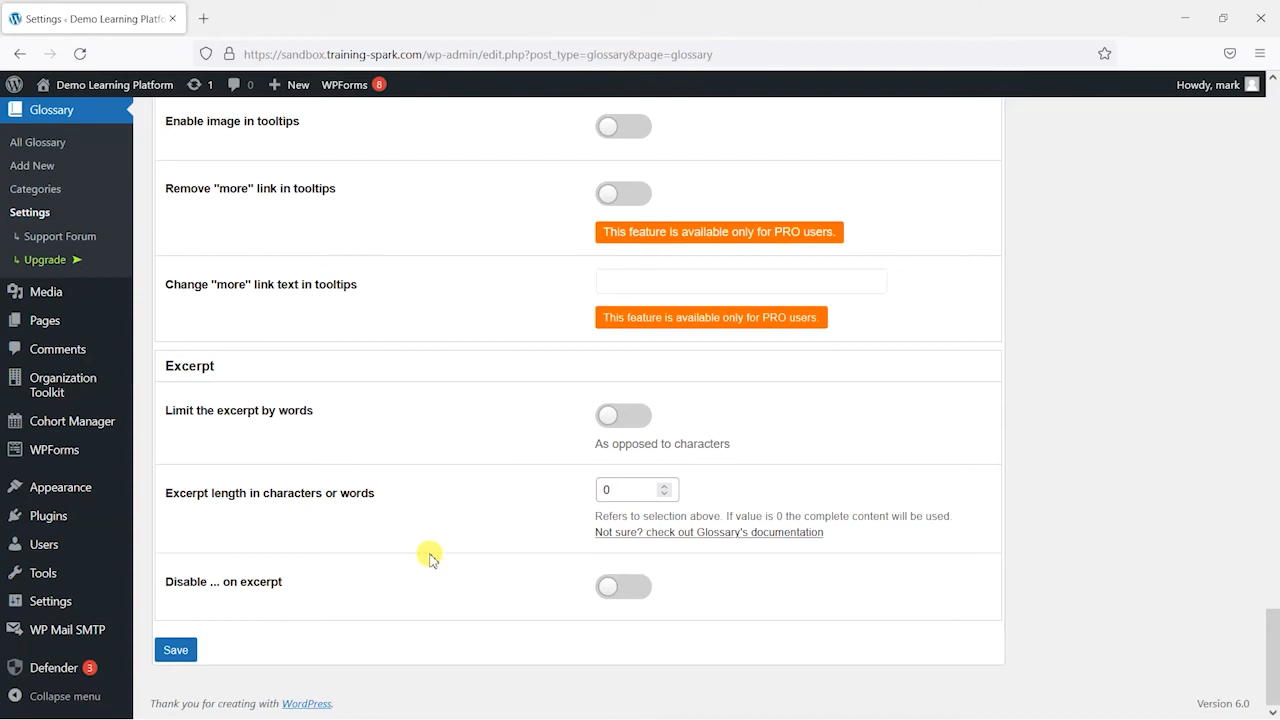 Settings ‹ Demo Learning Platfo
https://sandbox.training-spark.com/wp-admin/edit.php?post_type=glossary&page=glossary
Demo Learning Platform
1
0
New
WPForms 8
Howdy, mark
Glossary
All Glossary
Add New
Categories
Settings
↳ Support Forum
↳ Upgrade ➤
Media
Pages
Comments
Organization
Toolkit
Cohort Manager
WPForms
Appearance
Plugins
Users
Tools
Settings
WP Mail SMTP
Defender 3
Collapse menu
Enable image in tooltips
Remove "more" link in tooltips
This feature is available only for PRO users.
Change "more" link text in tooltips
This feature is available only for PRO users.
Excerpt
Limit the excerpt by words
As opposed to characters
Excerpt length in characters or words
0
Refers to selection above. If value is 0 the complete content will be used.
Not sure? check out Glossary's documentation
Disable ... on excerpt
Save
Thank you for creating with WordPress.
Version 6.0